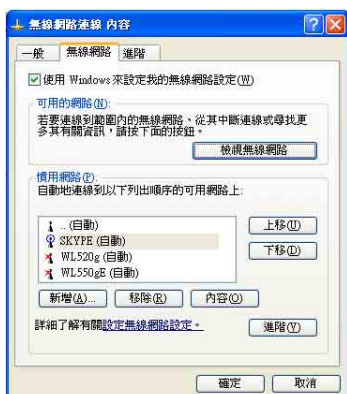 無線網路連線 內容
一般 無線網路 進階
使用 Windows 來設定我的無線網路設定(W)
可用的網路(N):
若要連線到範圍內的無線網路、從其中斷連線或尋找更
多其有關資訊，請按下面的按鈕。
檢視無線網路
慣用網路(P):
自動地連線到以下列出順序的可用網路上:
.. (自動)
SKYPE (自動)
WL520g (自動)
WL550gE (自動)
上移(U)
下移(D)
新增(A)... 移除(R) 內容(O)
詳細了解有關設定無線網路設定。
進階(V)
確定 取消